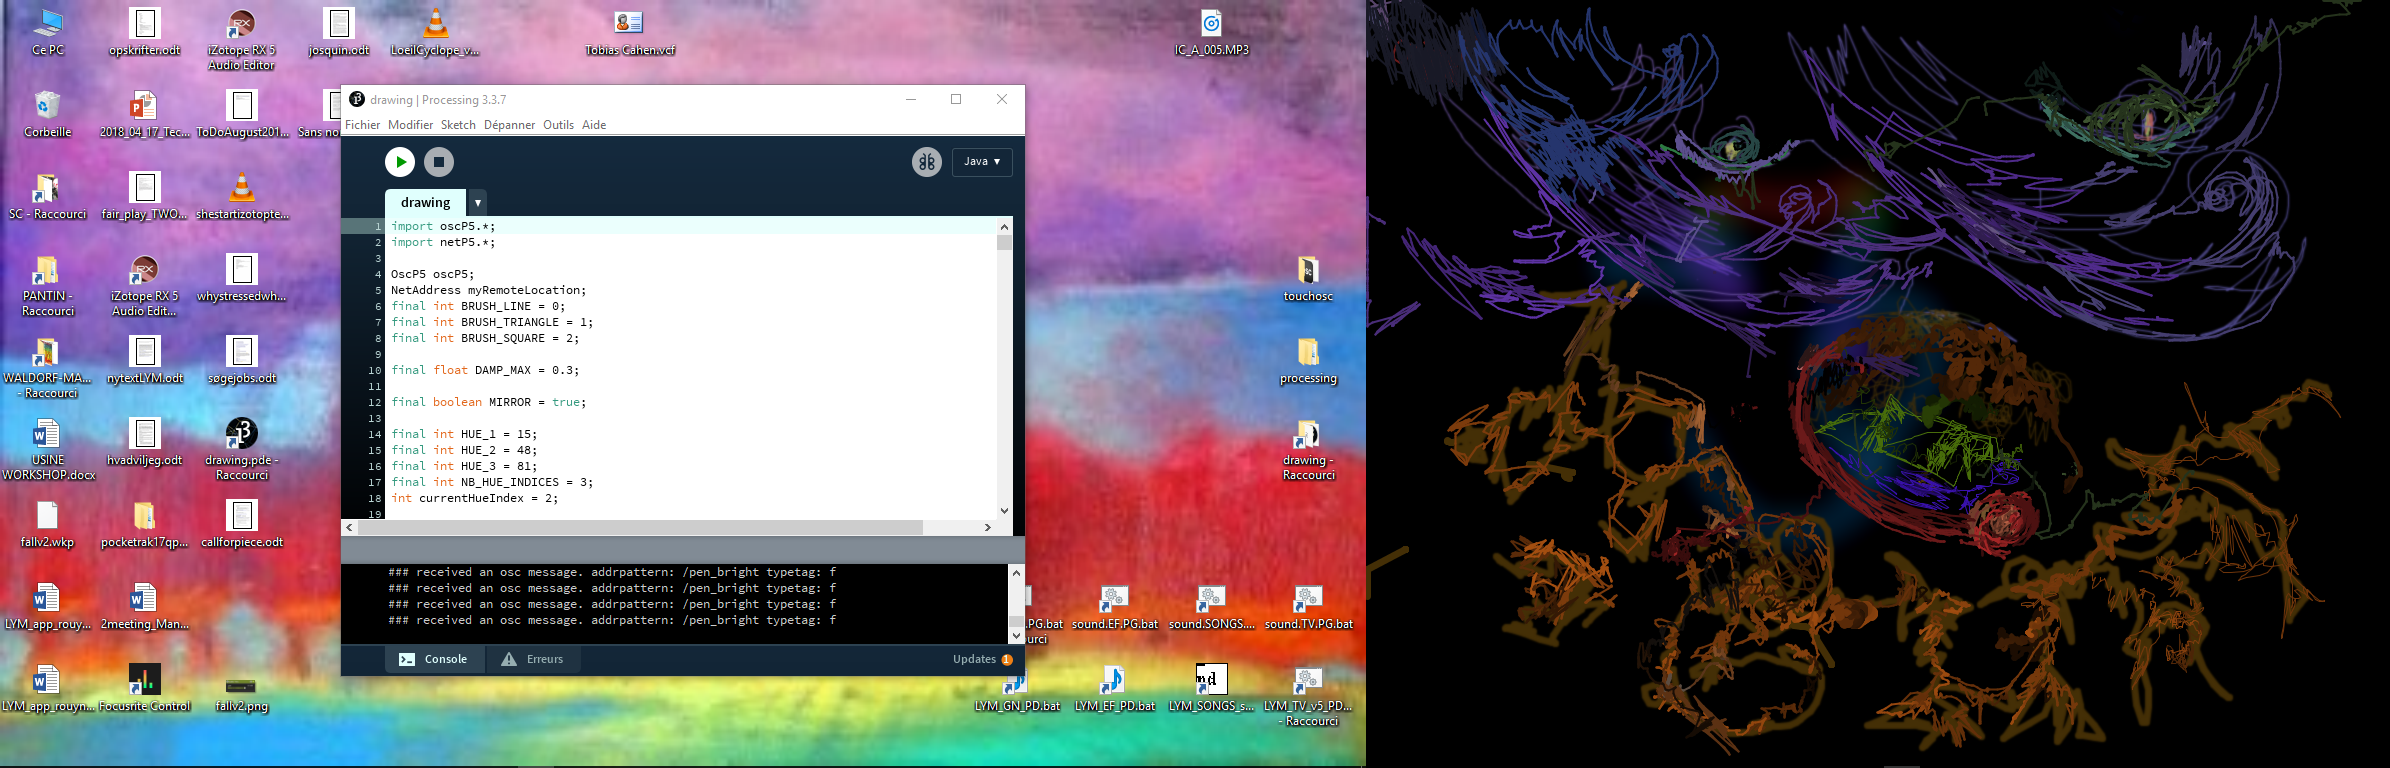 Ce PC
opskrifter.odt
iZotope RX 5
Audio Editor
josquin.odt
LoeilCyclope_v...
Tobias Cahen.vcf
IC_A_005.MP3
Corbeille
2018_04_17_Tec...
ToDoAugust201...
Sans no
SC - Raccourci
fair_play_TWO...
shestartizotopte...
PANTIN -
Raccourci
iZotope RX 5
Audio Edit...
whystressedwh...
WALDORF-MA...
- Raccourci
nytextLYM.odt
søgejobs.odt
USINE
WORKSHOP.docx
hvadviljeg.odt
drawing.pde -
Raccourci
fallv2.wkp
pocketrak17qp...
callforpiece.odt
LYM_app_rouy...
2meeting_Man...
LYM_app_rouyn...
Focusrite Control
fallv2.png
drawing | Processing 3.3.7
Fichier Modifier Sketch Dépanner Outils Aide
Java ▾
drawing ▾
1 import oscP5.*;
2 import netP5.*;
3
4 OscP5 oscP5;
5 NetAddress myRemoteLocation;
6 final int BRUSH_LINE = 0;
7 final int BRUSH_TRIANGLE = 1;
8 final int BRUSH_SQUARE = 2;
9
10 final float DAMP_MAX = 0.3;
11
12 final boolean MIRROR = true;
13
14 final int HUE_1 = 15;
15 final int HUE_2 = 48;
16 final int HUE_3 = 81;
17 final int NB_HUE_INDICES = 3;
18 int currentHueIndex = 2;
19
### received an osc message. addrpattern: /pen_bright typetag: f
### received an osc message. addrpattern: /pen_bright typetag: f
### received an osc message. addrpattern: /pen_bright typetag: f
### received an osc message. addrpattern: /pen_bright typetag: f
Console Erreurs Updates 1
touchosc
processing
drawing -
Raccourci
.PG.bat
urci
sound.EF.PG.bat
sound.SONGS....
sound.TV.PG.bat
LYM_GN_PD.bat
LYM_EF_PD.bat
LYM_SONGS_s...
LYM_TV_v5_PD...
- Raccourci